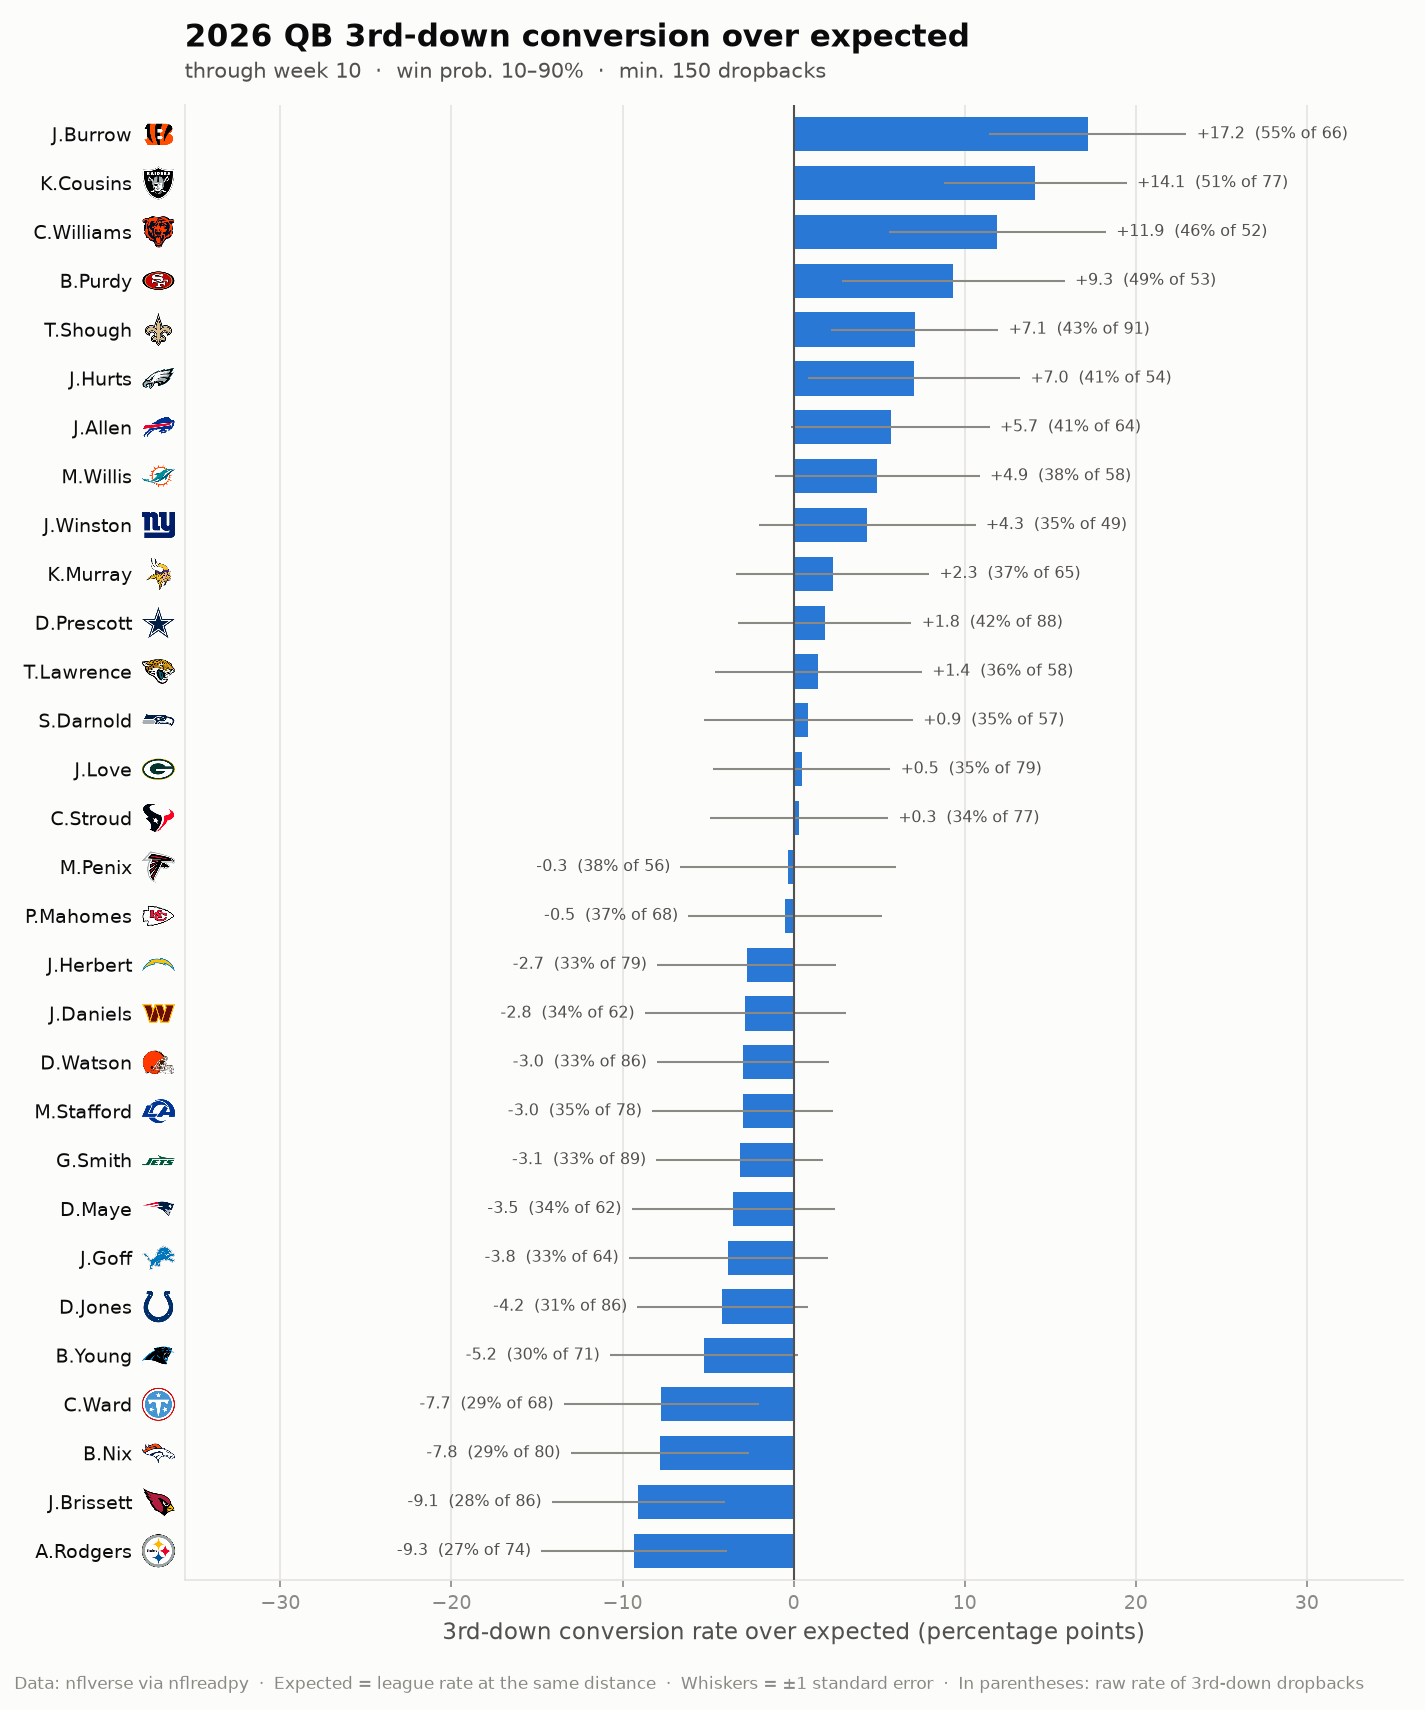 2026 QB 3rd-down conversion over expected
through week 10 · win prob. 10–90% · min. 150 dropbacks
J.Burrow +17.2 (55% of 66)
K.Cousins RAIDERS +14.1 (51% of 77)
C.Williams +11.9 (46% of 52)
B.Purdy SF +9.3 (49% of 53)
T.Shough +7.1 (43% of 91)
J.Hurts +7.0 (41% of 54)
J.Allen +5.7 (41% of 64)
M.Willis +4.9 (38% of 58)
J.Winston ny +4.3 (35% of 49)
K.Murray +2.3 (37% of 65)
D.Prescott +1.8 (42% of 88)
T.Lawrence +1.4 (36% of 58)
S.Darnold +0.9 (35% of 57)
J.Love G +0.5 (35% of 79)
C.Stroud +0.3 (34% of 77)
M.Penix -0.3 (38% of 56)
P.Mahomes KC -0.5 (37% of 68)
J.Herbert -2.7 (33% of 79)
J.Daniels W -2.8 (34% of 62)
D.Watson -3.0 (33% of 86)
M.Stafford LA -3.0 (35% of 78)
G.Smith JETS -3.1 (33% of 89)
D.Maye -3.5 (34% of 62)
J.Goff -3.8 (33% of 64)
D.Jones -4.2 (31% of 86)
B.Young -5.2 (30% of 71)
C.Ward T -7.7 (29% of 68)
B.Nix -7.8 (29% of 80)
J.Brissett -9.1 (28% of 86)
A.Rodgers -9.3 (27% of 74)
−30 −20 −10 0 10 20 30
3rd-down conversion rate over expected (percentage points)
Data: nflverse via nflreadpy · Expected = league rate at the same distance · Whiskers = ±1 standard error · In parentheses: raw rate of 3rd-down dropbacks